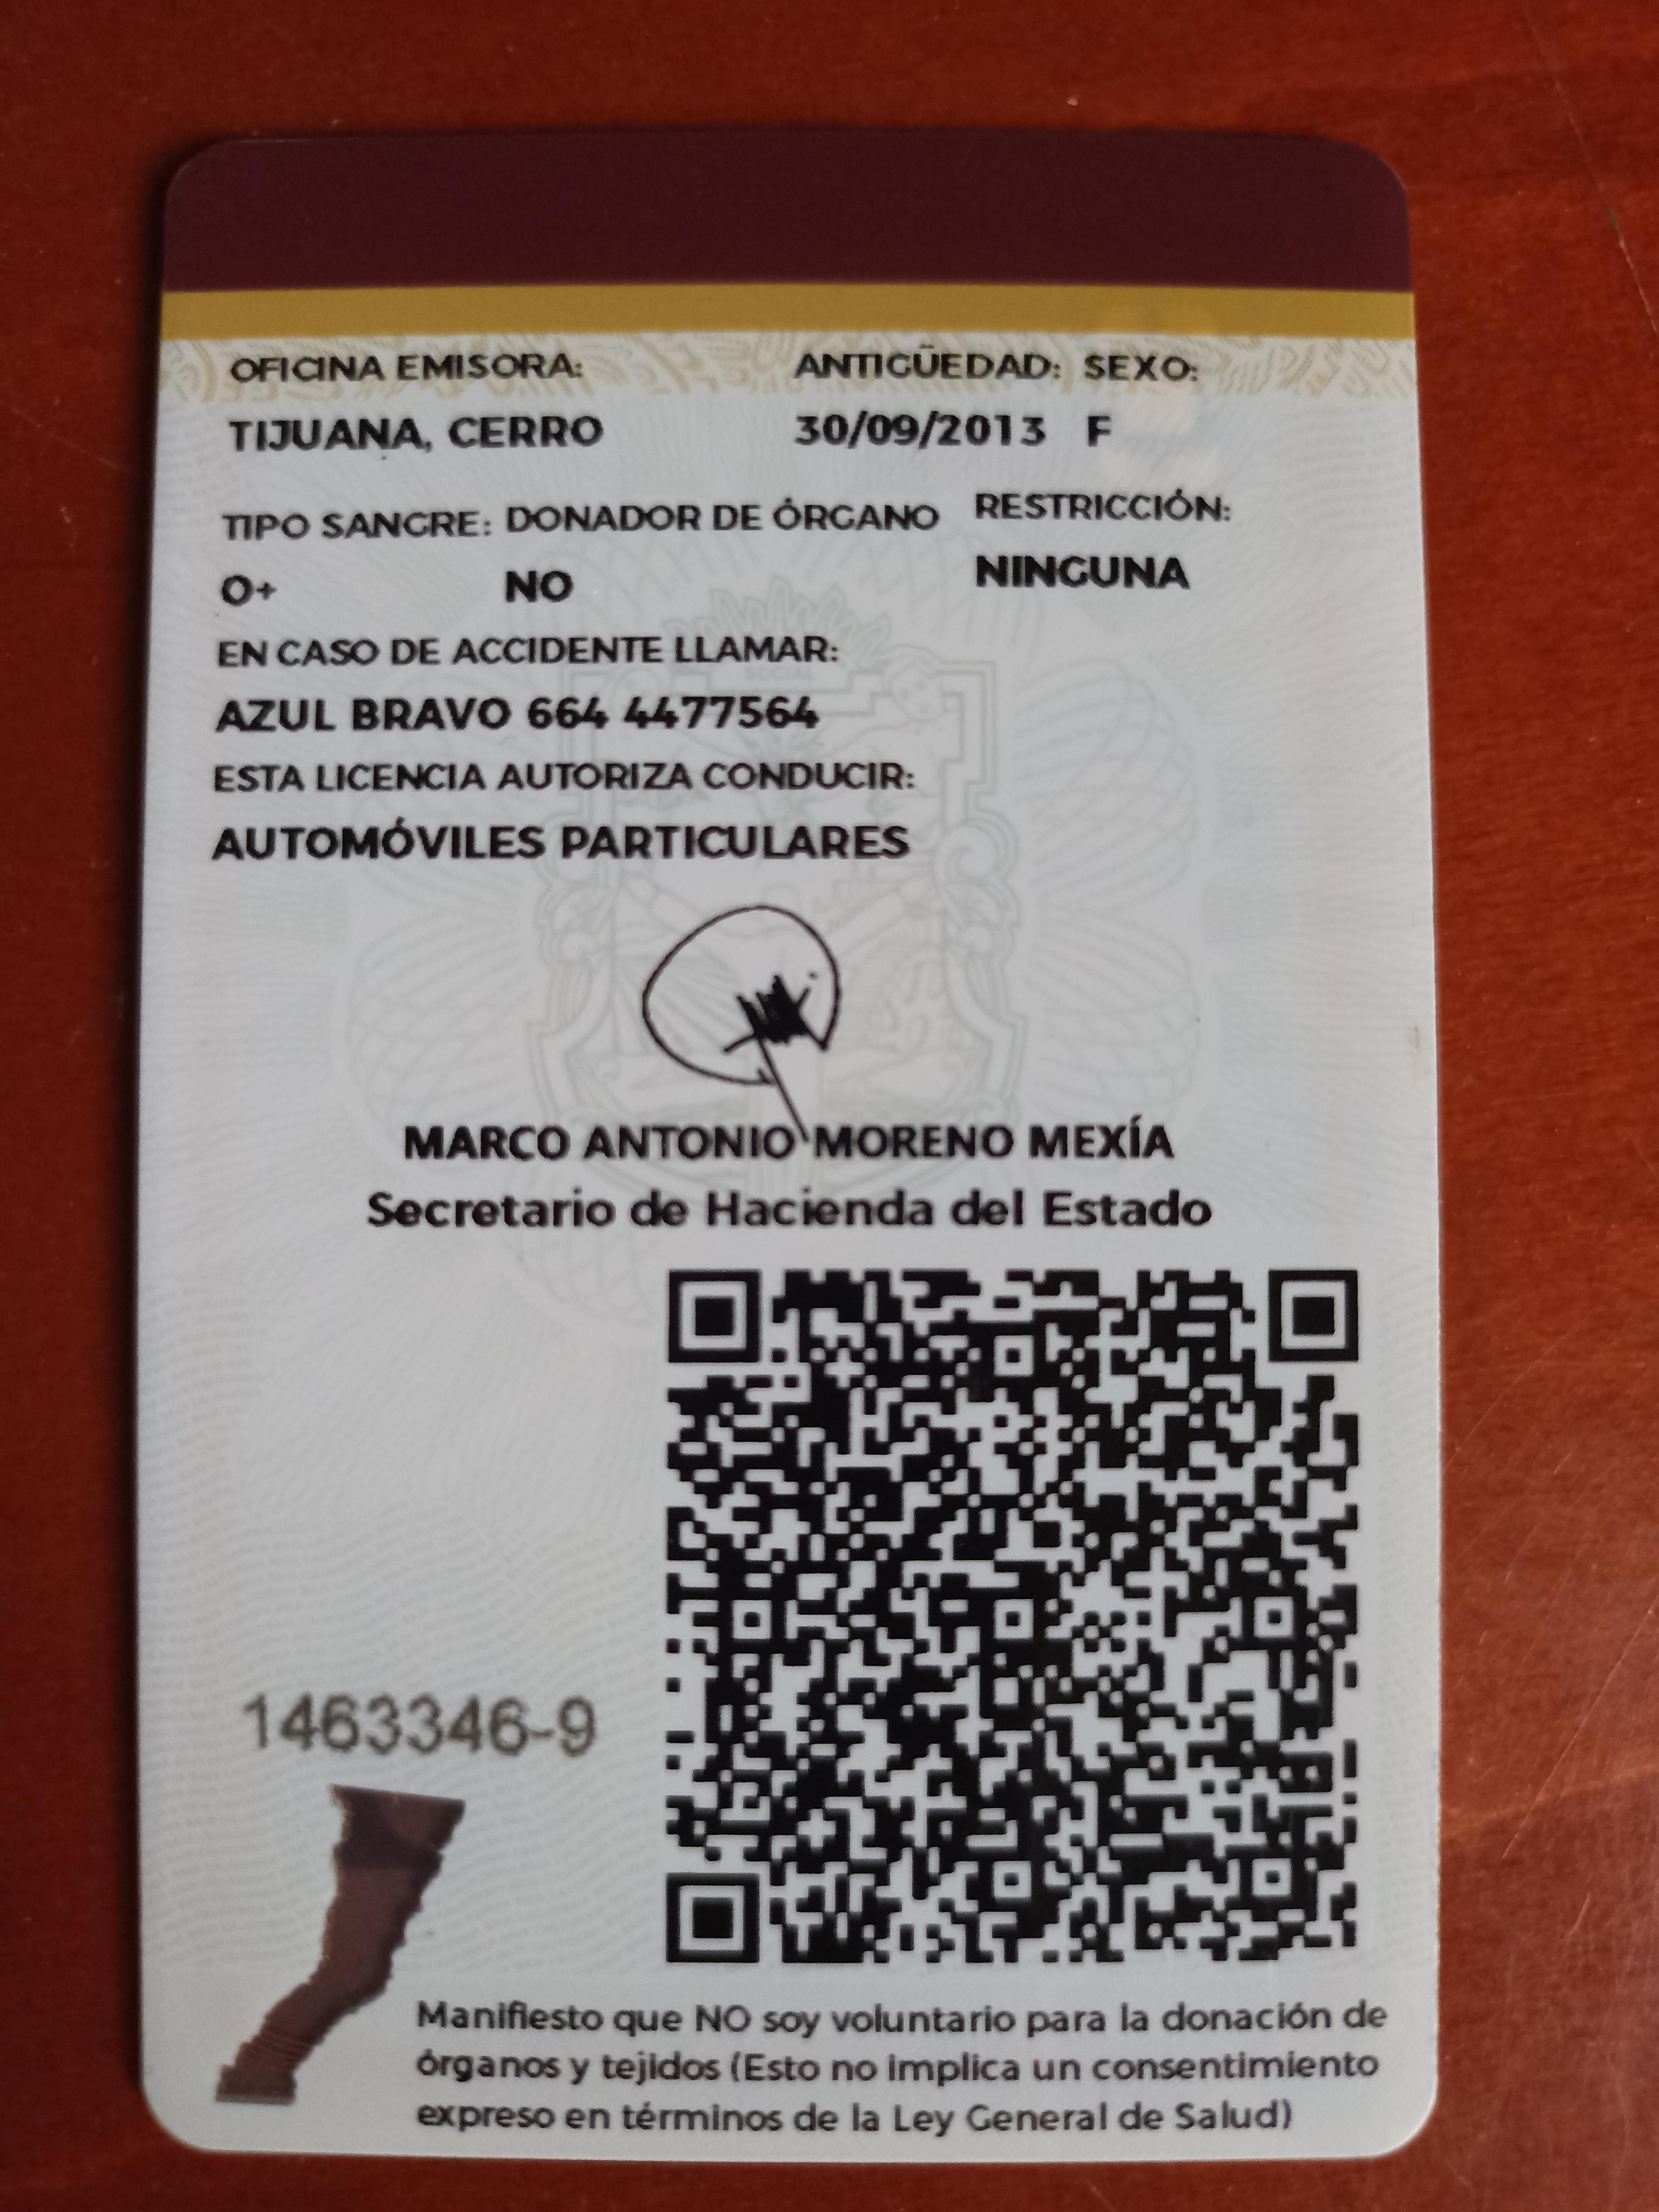 OFICINA EMISORA: ANTIGÜEDAD: SEXO:
TIJUANA, CERRO 30/09/2013 F
TIPO SANGRE: DONADOR DE ÓRGANO RESTRICCIÓN:
O+ NO NINGUNA
EN CASO DE ACCIDENTE LLAMAR:
AZUL BRAVO 664 4477564
ESTA LICENCIA AUTORIZA CONDUCIR:
AUTOMÓVILES PARTICULARES
MARCO ANTONIO MORENO MEXÍA
Secretario de Hacienda del Estado
1463346-9
Manifiesto que NO soy voluntario para la donación de
órganos y tejidos (Esto no implica un consentimiento
expreso en términos de la Ley General de Salud)